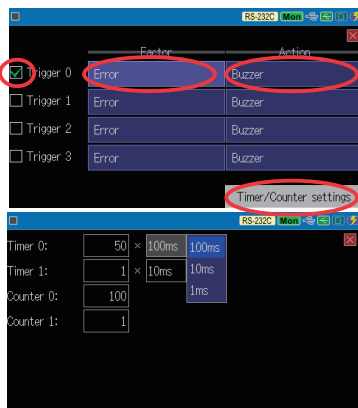 RS-232C Mon
Factor Action
Trigger 0 Error Buzzer
Trigger 1 Error Buzzer
Trigger 2 Error Buzzer
Trigger 3 Error Buzzer
Timer/Counter settings
RS-232C Mon
Timer 0: 50 × 100ms 100ms
Timer 1: 1 × 10ms 10ms
Counter 0: 100 1ms
Counter 1: 1